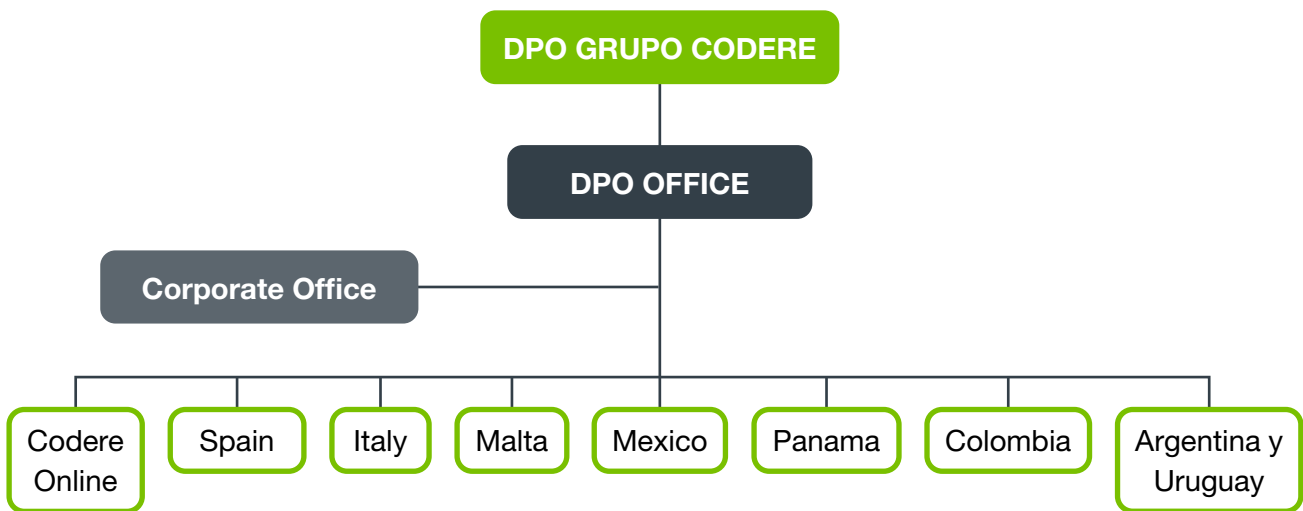 DPO GRUPO CODERE
DPO OFFICE
Corporate Office
Codere
Online
Spain
Italy
Malta
Mexico
Panama
Colombia
Argentina y
Uruguay